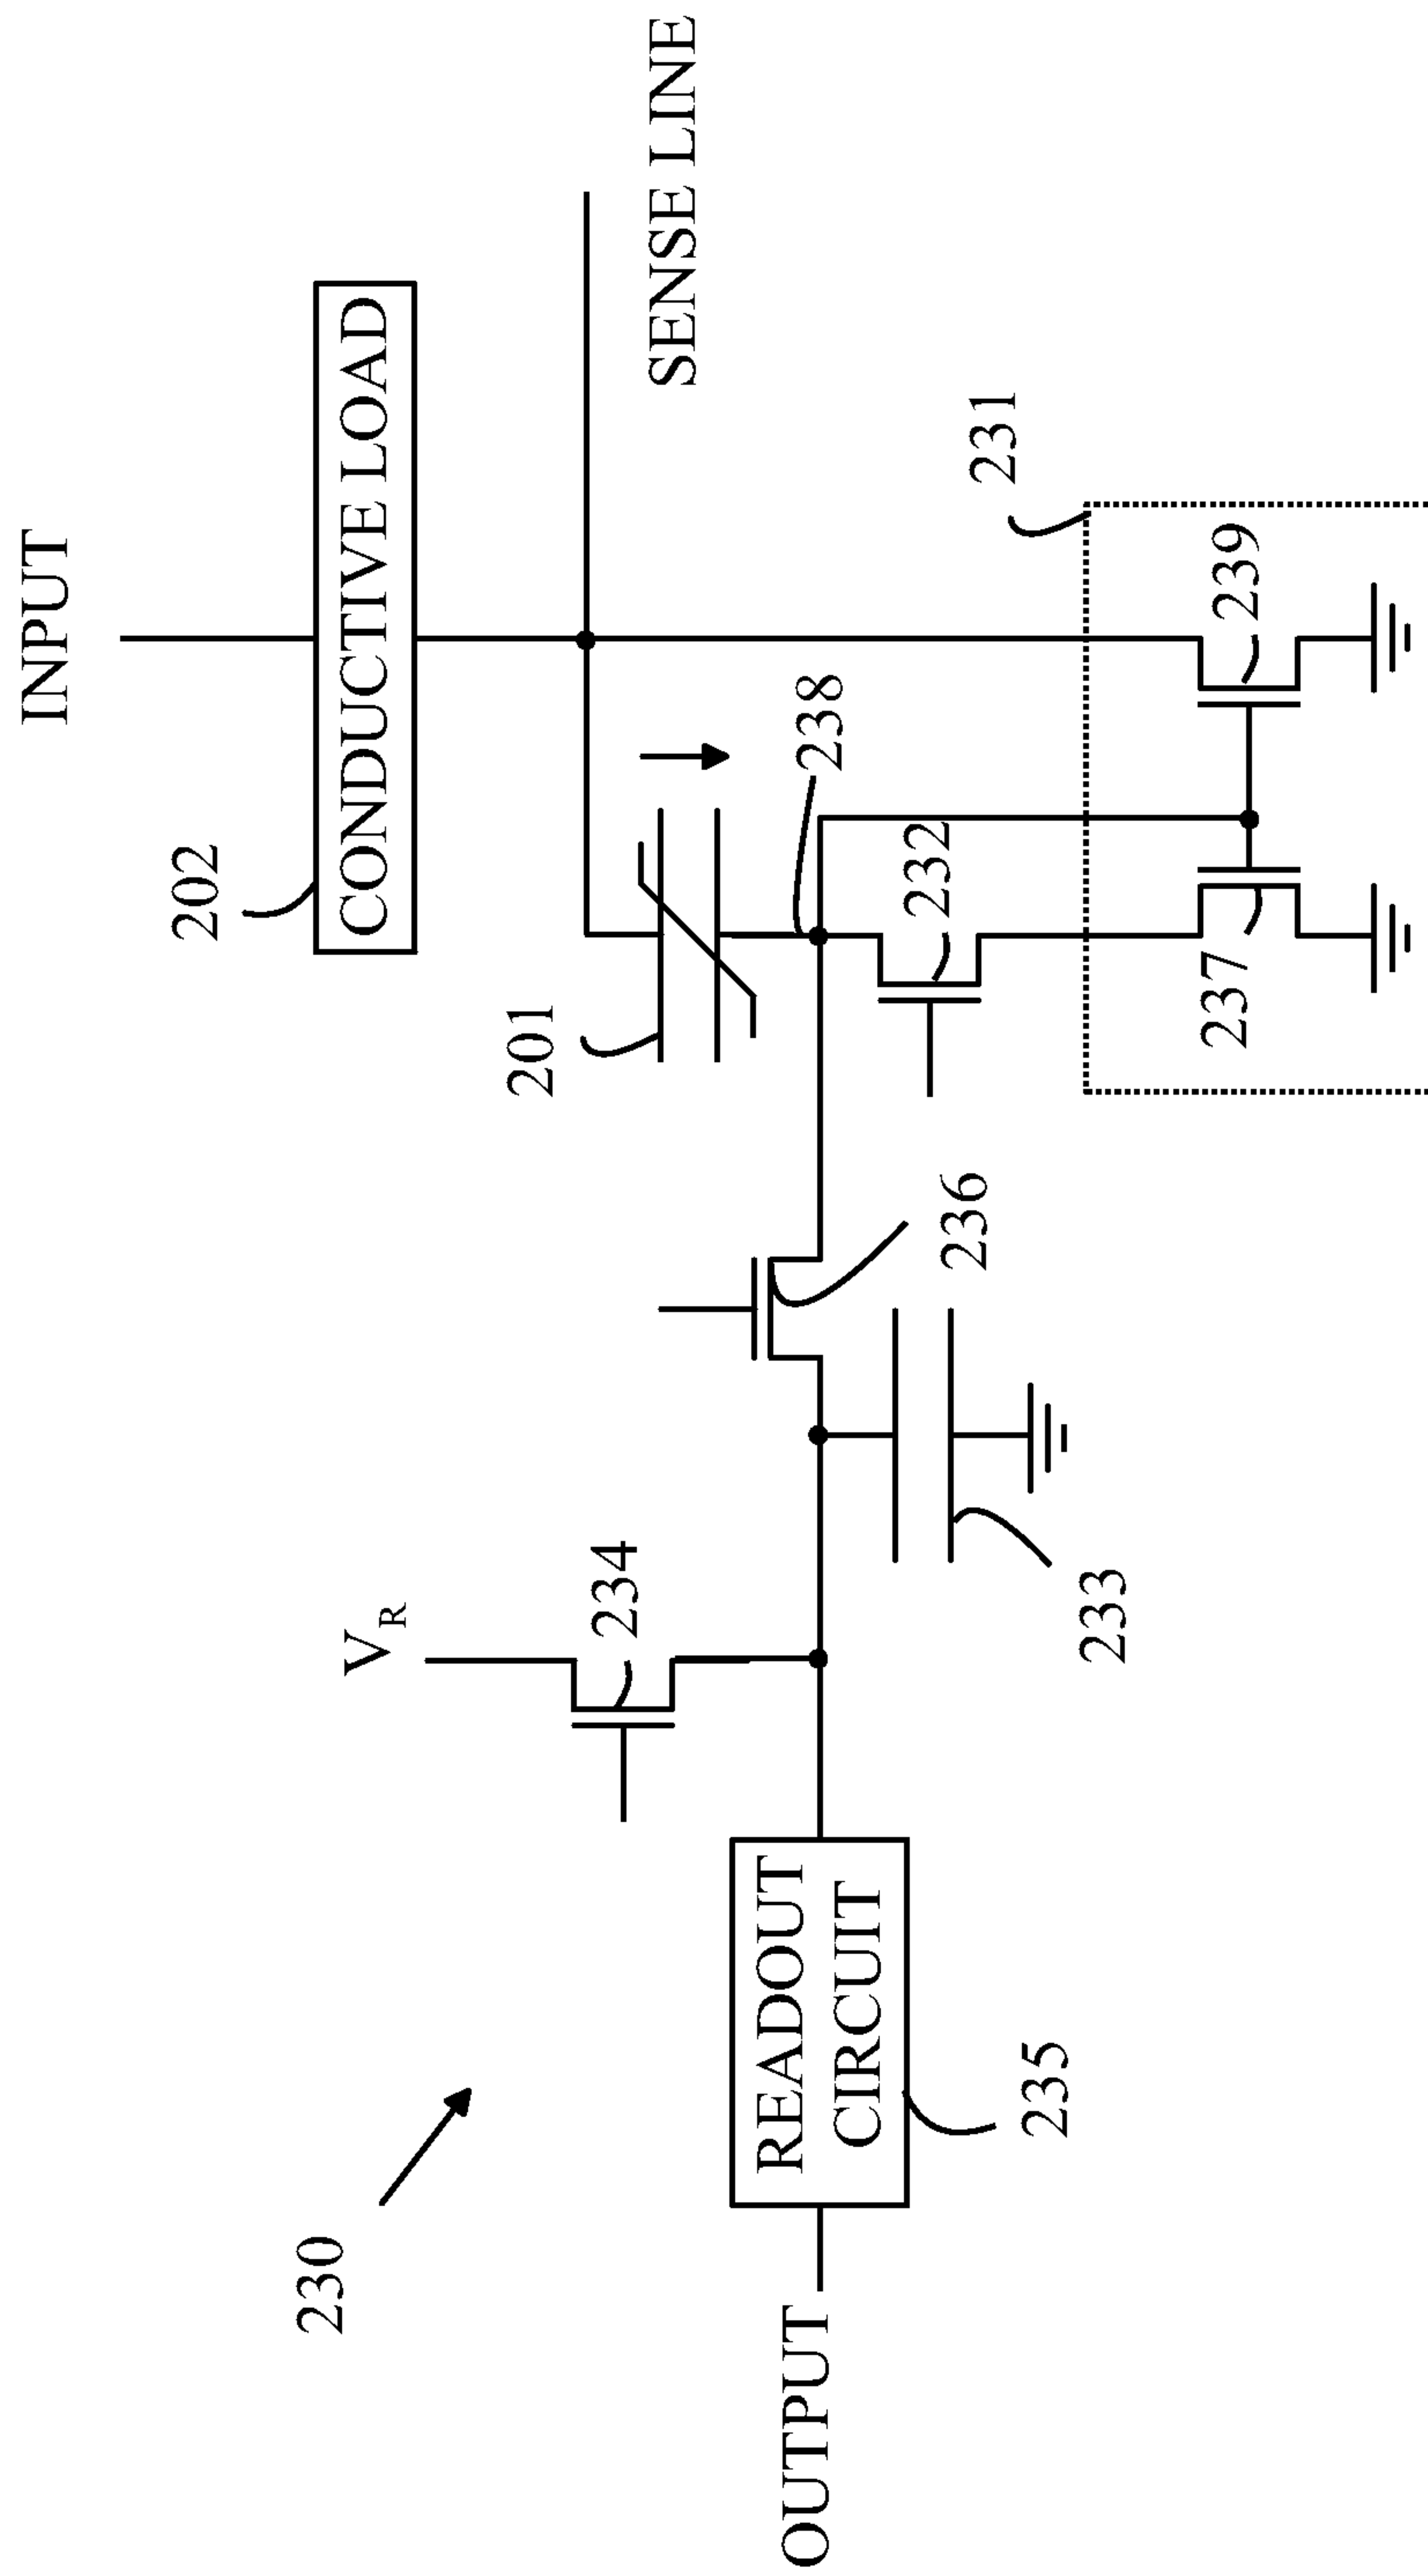 INPUT
202
CONDUCTIVE LOAD
SENSE LINE
201
238
231
232
239
237
236
V_R
234
233
230
READOUT
CIRCUIT
235
OUTPUT